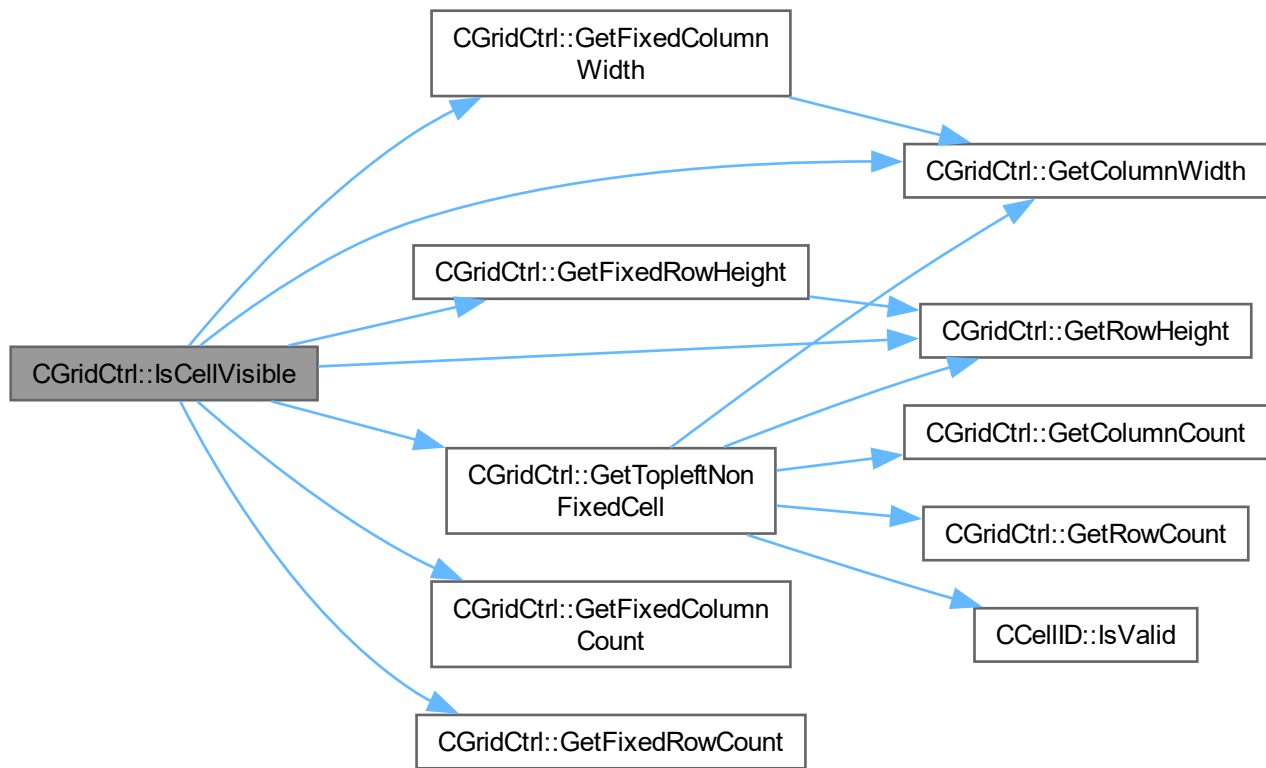 CGridCtrl::IsCellVisible
CGridCtrl::GetFixedColumn
Width
CGridCtrl::GetColumnWidth
CGridCtrl::GetFixedRowHeight
CGridCtrl::GetRowHeight
CGridCtrl::GetTopleftNon
FixedCell
CGridCtrl::GetColumnCount
CGridCtrl::GetRowCount
CCellID::IsValid
CGridCtrl::GetFixedColumn
Count
CGridCtrl::GetFixedRowCount